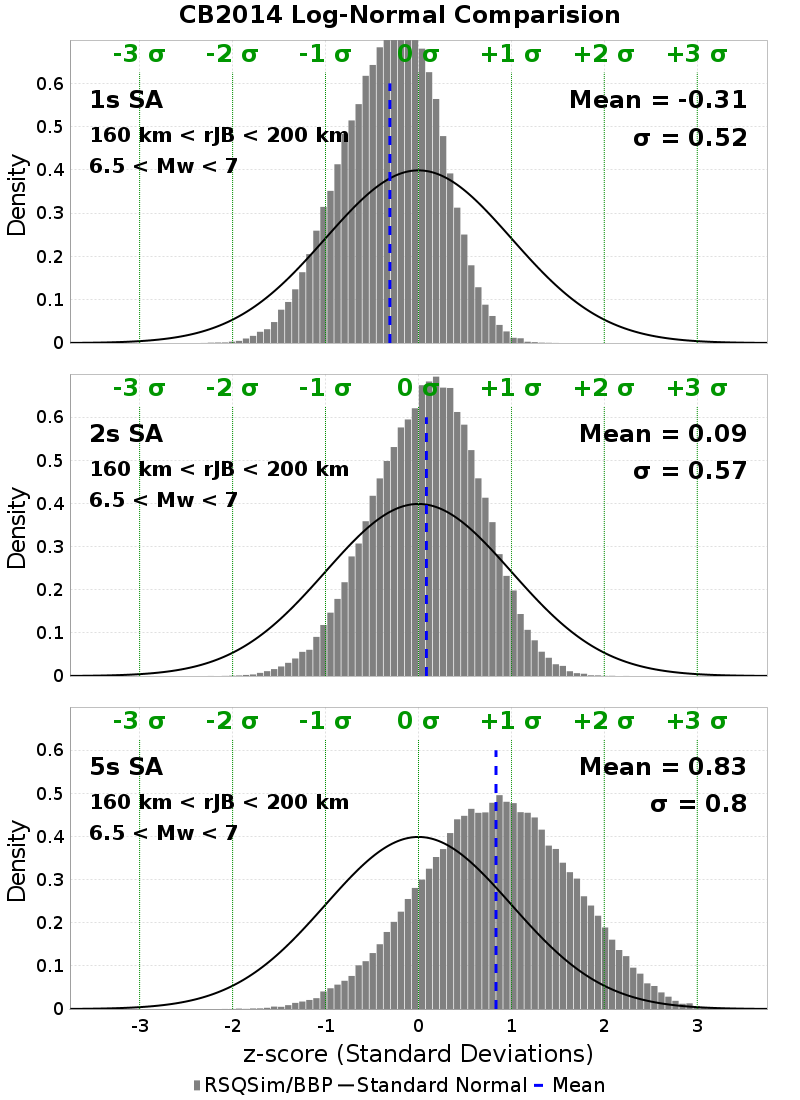 CB2014 Log-Normal Comparision
-3 σ -2 σ -1 σ 0 σ +1 σ +2 σ +3 σ
0.6
1s SA Mean = -0.31
0.5
160 km < rJB < 200 km σ = 0.52
6.5 < Mw < 7
0.4
0.3
0.2
0.1
0
Density
-3 σ -2 σ -1 σ 0 σ +1 σ +2 σ +3 σ
0.6
2s SA Mean = 0.09
0.5
160 km < rJB < 200 km σ = 0.57
6.5 < Mw < 7
0.4
0.3
0.2
0.1
0
Density
-3 σ -2 σ -1 σ 0 σ +1 σ +2 σ +3 σ
0.6
5s SA Mean = 0.83
0.5
160 km < rJB < 200 km σ = 0.8
6.5 < Mw < 7
0.4
0.3
0.2
0.1
0
Density
-3 -2 -1 0 1 2 3
z-score (Standard Deviations)
RSQSim/BBP Standard Normal Mean